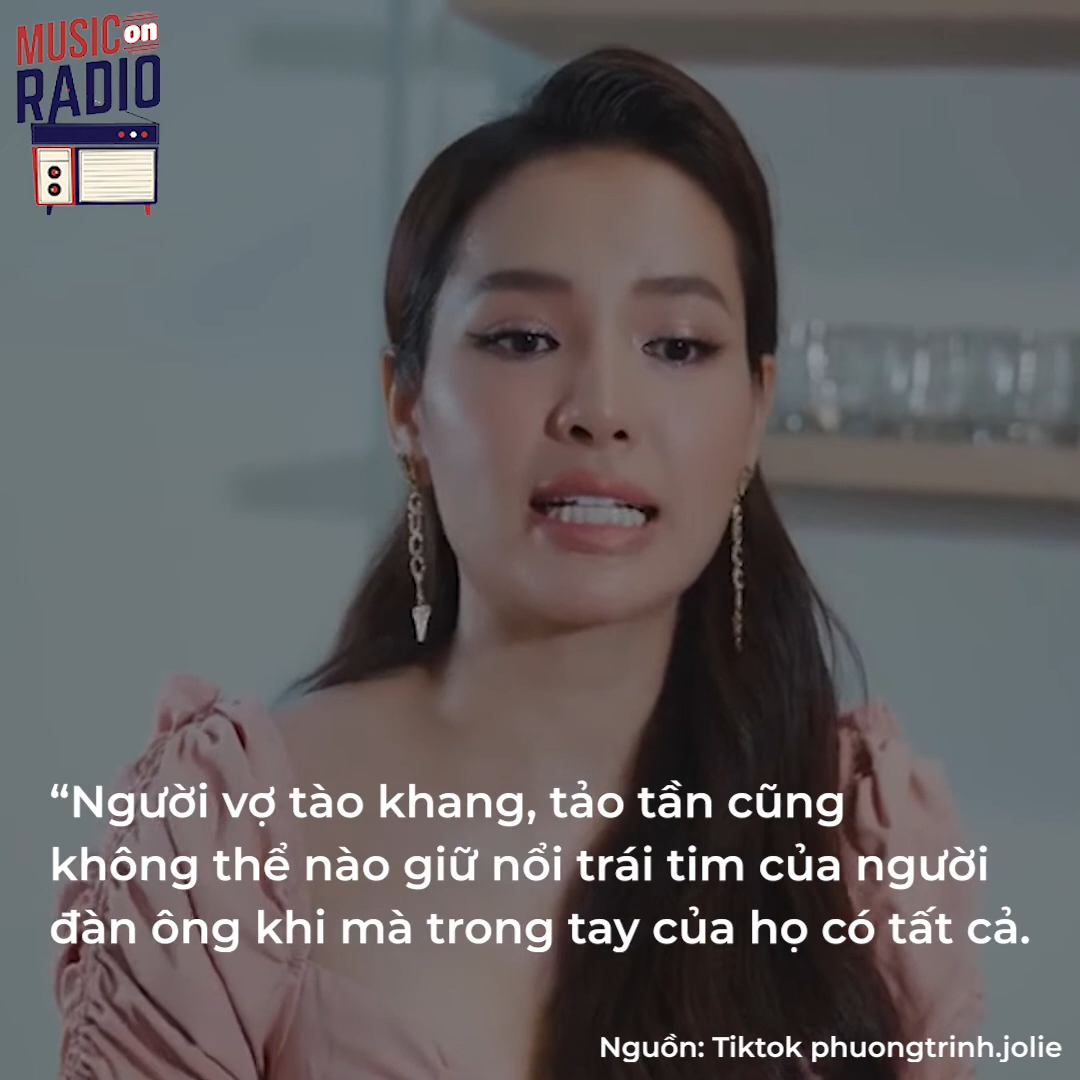 MUSIC on
RADIO
“Người vợ tào khang, tảo tần cũng
không thể nào giữ nổi trái tim của người
đàn ông khi mà trong tay của họ có tất cả.
Nguồn: Tiktok phuongtrinh.jolie